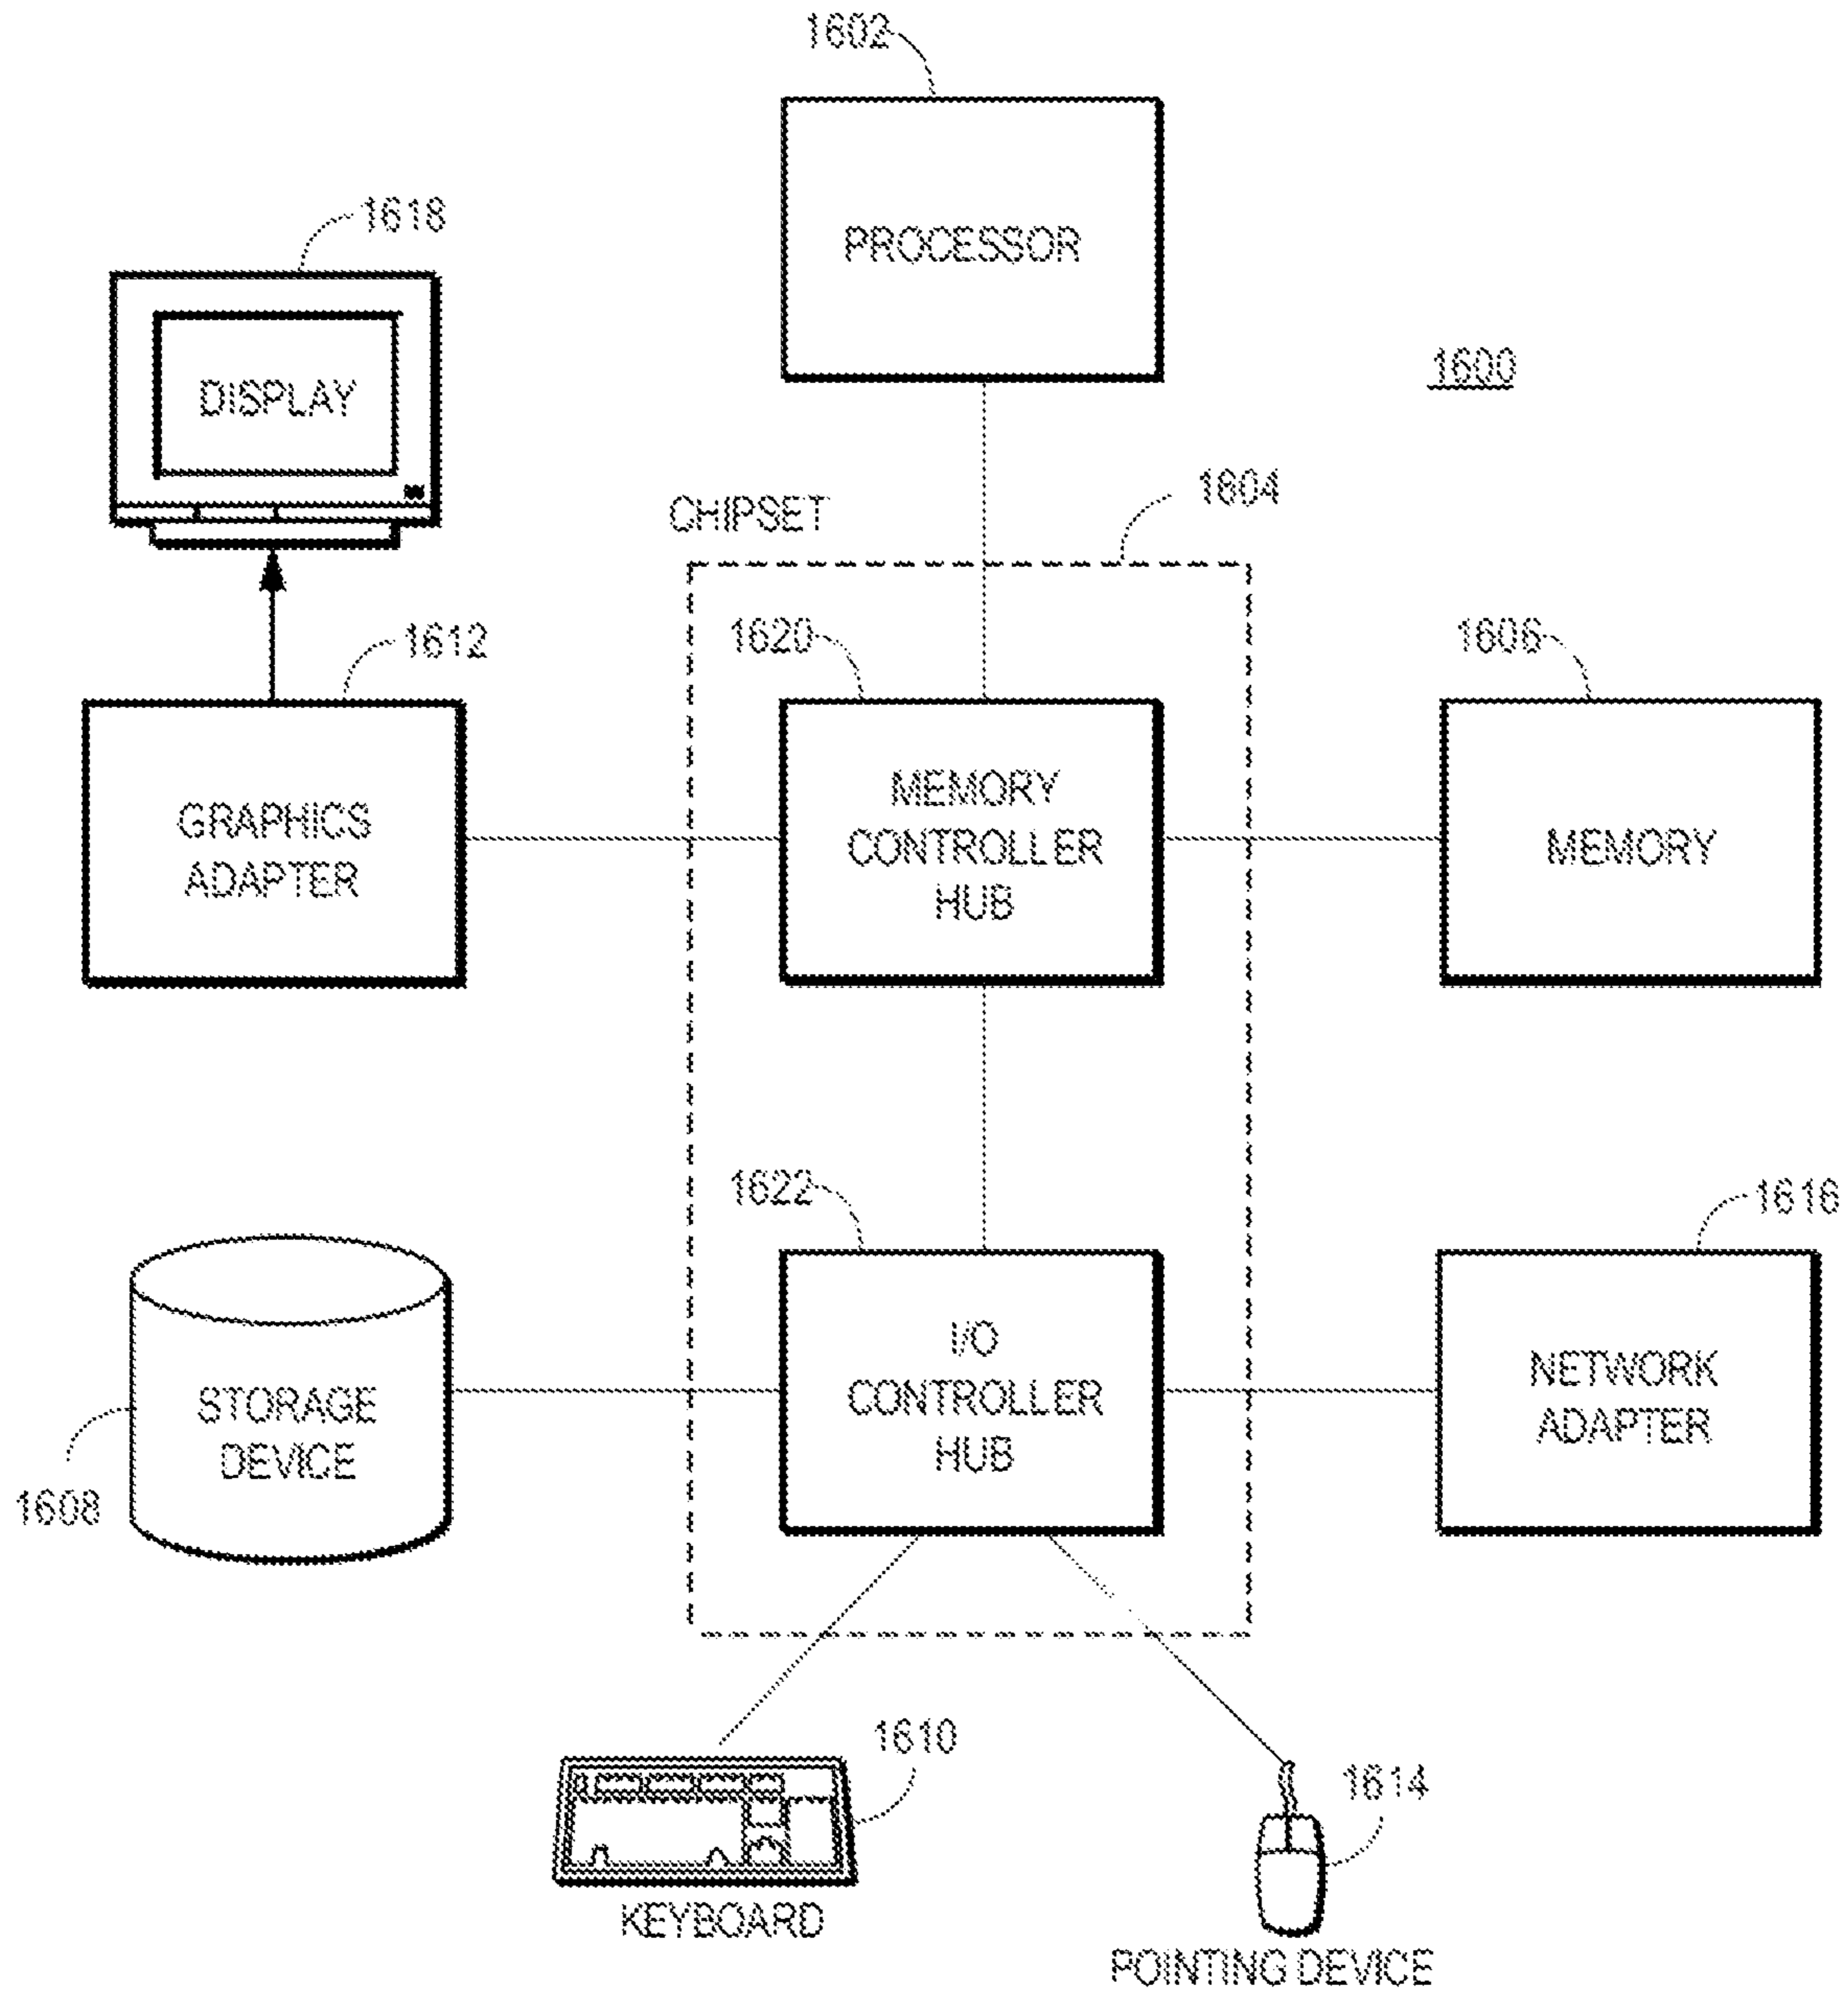 1602
PROCESSOR
1618
DISPLAY
1600
CHIPSET
1604
1612
GRAPHICS
ADAPTER
1620
MEMORY
CONTROLLER
HUB
1606
MEMORY
1608
STORAGE
DEVICE
1622
I/O
CONTROLLER
HUB
1616
NETWORK
ADAPTER
1610
KEYBOARD
1614
POINTING DEVICE